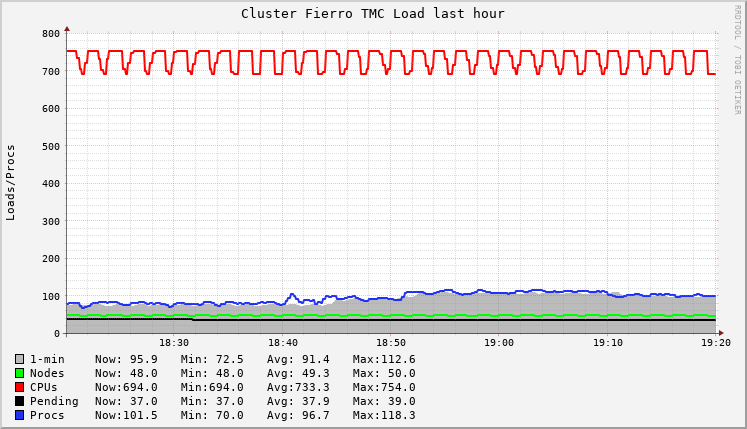 Cluster Fierro TMC Load last hour
RRDTOOL / TOBI OETIKER
Loads/Procs
800
700
600
500
400
300
200
100
0
18:30 18:40 18:50 19:00 19:10 19:20
1-min Now: 95.9 Min: 72.5 Avg: 91.4 Max:112.6
Nodes Now: 48.0 Min: 48.0 Avg: 49.3 Max: 50.0
CPUs Now:694.0 Min:694.0 Avg:733.3 Max:754.0
Pending Now: 37.0 Min: 37.0 Avg: 37.9 Max: 39.0
Procs Now:101.5 Min: 70.0 Avg: 96.7 Max:118.3